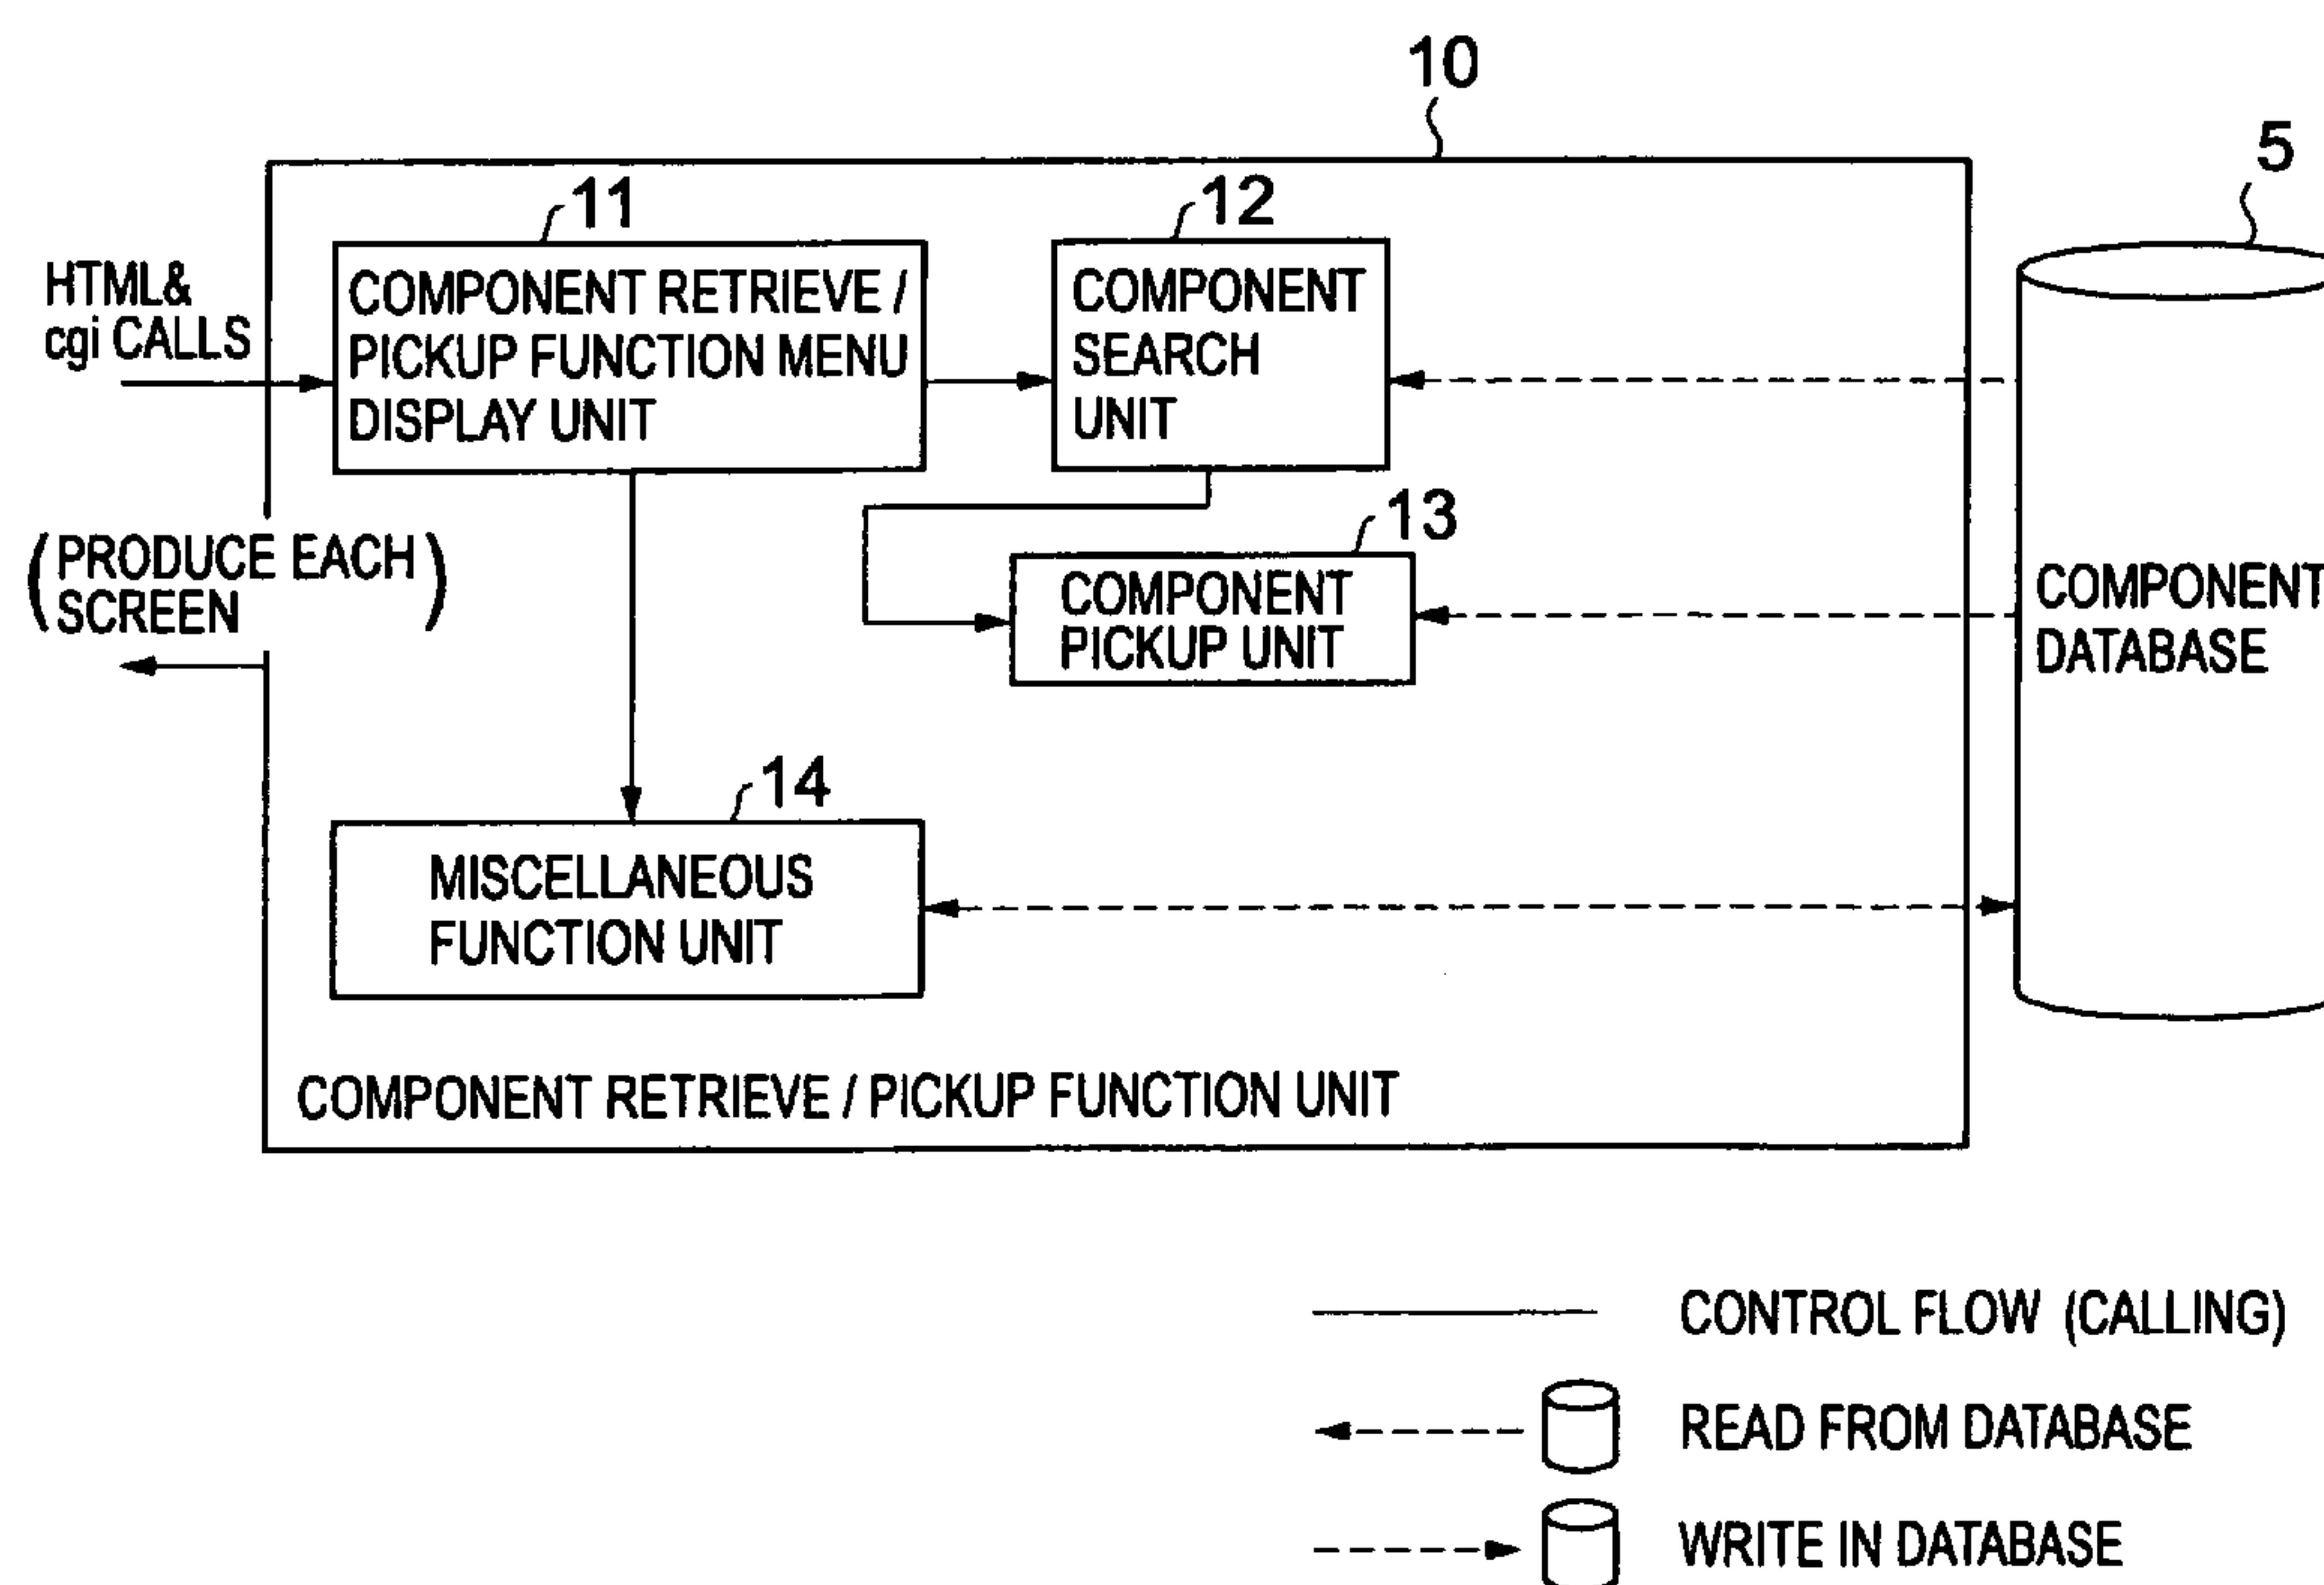 10
5
11
12
HTML&
cgi CALLS
COMPONENT RETRIEVE /
PICKUP FUNCTION MENU
DISPLAY UNIT
COMPONENT
SEARCH
UNIT
13
(PRODUCE EACH
SCREEN)
COMPONENT
PICKUP UNIT
COMPONENT
DATABASE
14
MISCELLANEOUS
FUNCTION UNIT
COMPONENT RETRIEVE / PICKUP FUNCTION UNIT
CONTROL FLOW (CALLING)
READ FROM DATABASE
WRITE IN DATABASE